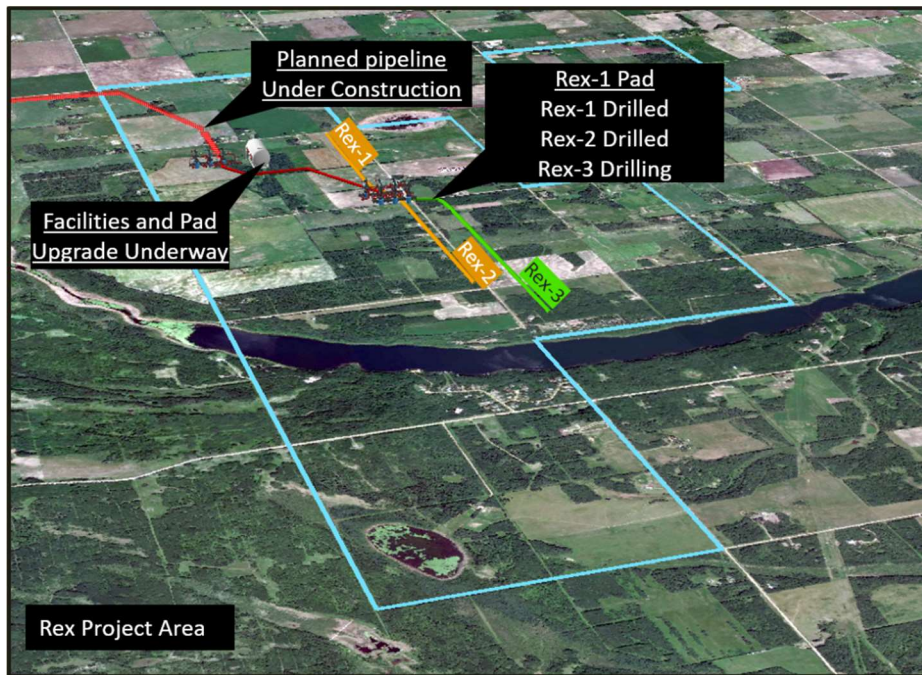 Planned pipeline
Under Construction
Rex-1 Pad
Rex-1 Drilled
Rex-2 Drilled
Rex-3 Drilling
Rex-1
Facilities and Pad
Upgrade Underway
Rex-2
Rex-3
Rex Project Area